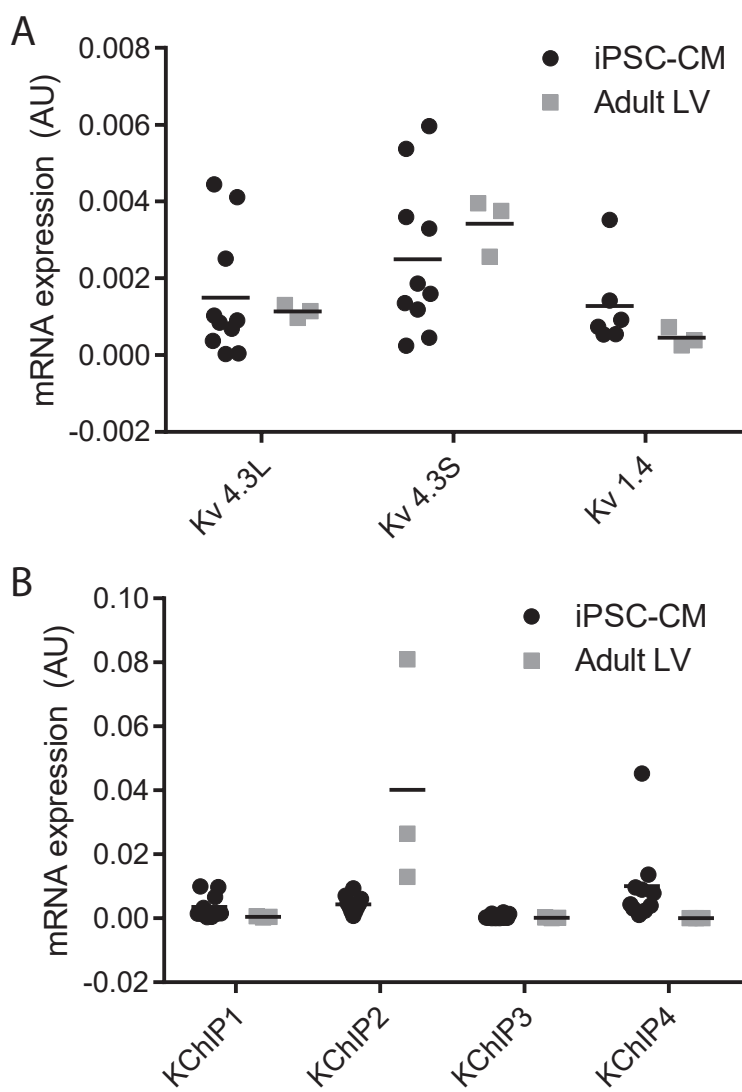 A
mRNA expression (AU)
0.008
0.006
0.004
0.002
0.000
-0.002
iPSC-CM
Adult LV
Kv 4.3L
Kv 4.3S
Kv 1.4
B
mRNA expression (AU)
0.10
0.08
0.06
0.04
0.02
0.00
-0.02
iPSC-CM
Adult LV
KChIP1
KChIP2
KChIP3
KChIP4